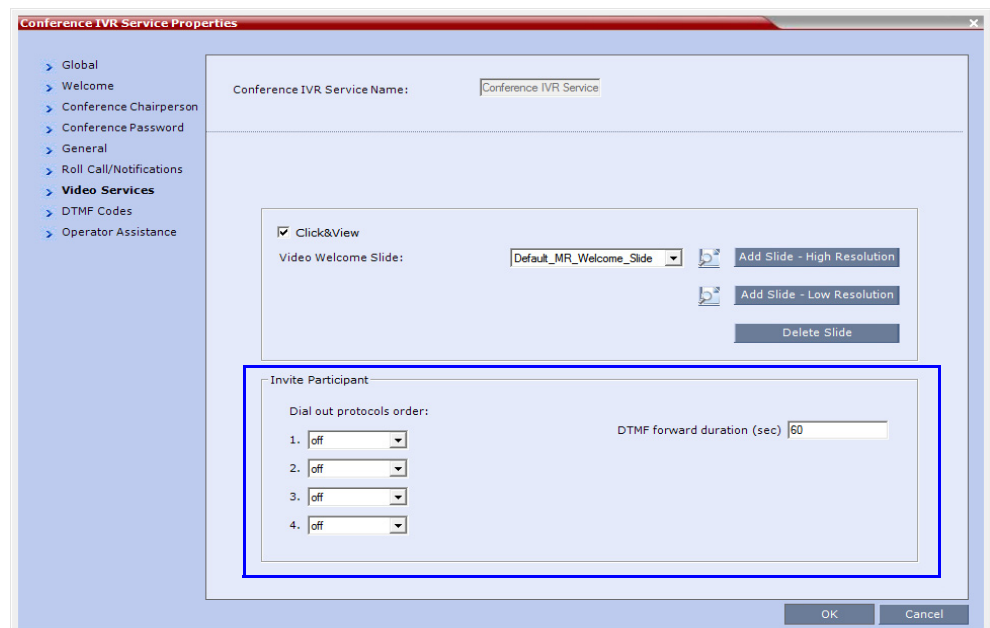 Conference IVR Service Properties
Global
Welcome
Conference Chairperson
Conference Password
General
Roll Call/Notifications
Video Services
DTMF Codes
Operator Assistance
Conference IVR Service Name: Conference IVR Service
Click&View
Video Welcome Slide: Default_MR_Welcome_Slide Add Slide - High Resolution
Add Slide - Low Resolution
Delete Slide
Invite Participant
Dial out protocols order:
DTMF forward duration (sec) 60
1. off
2. off
3. off
4. off
OK Cancel